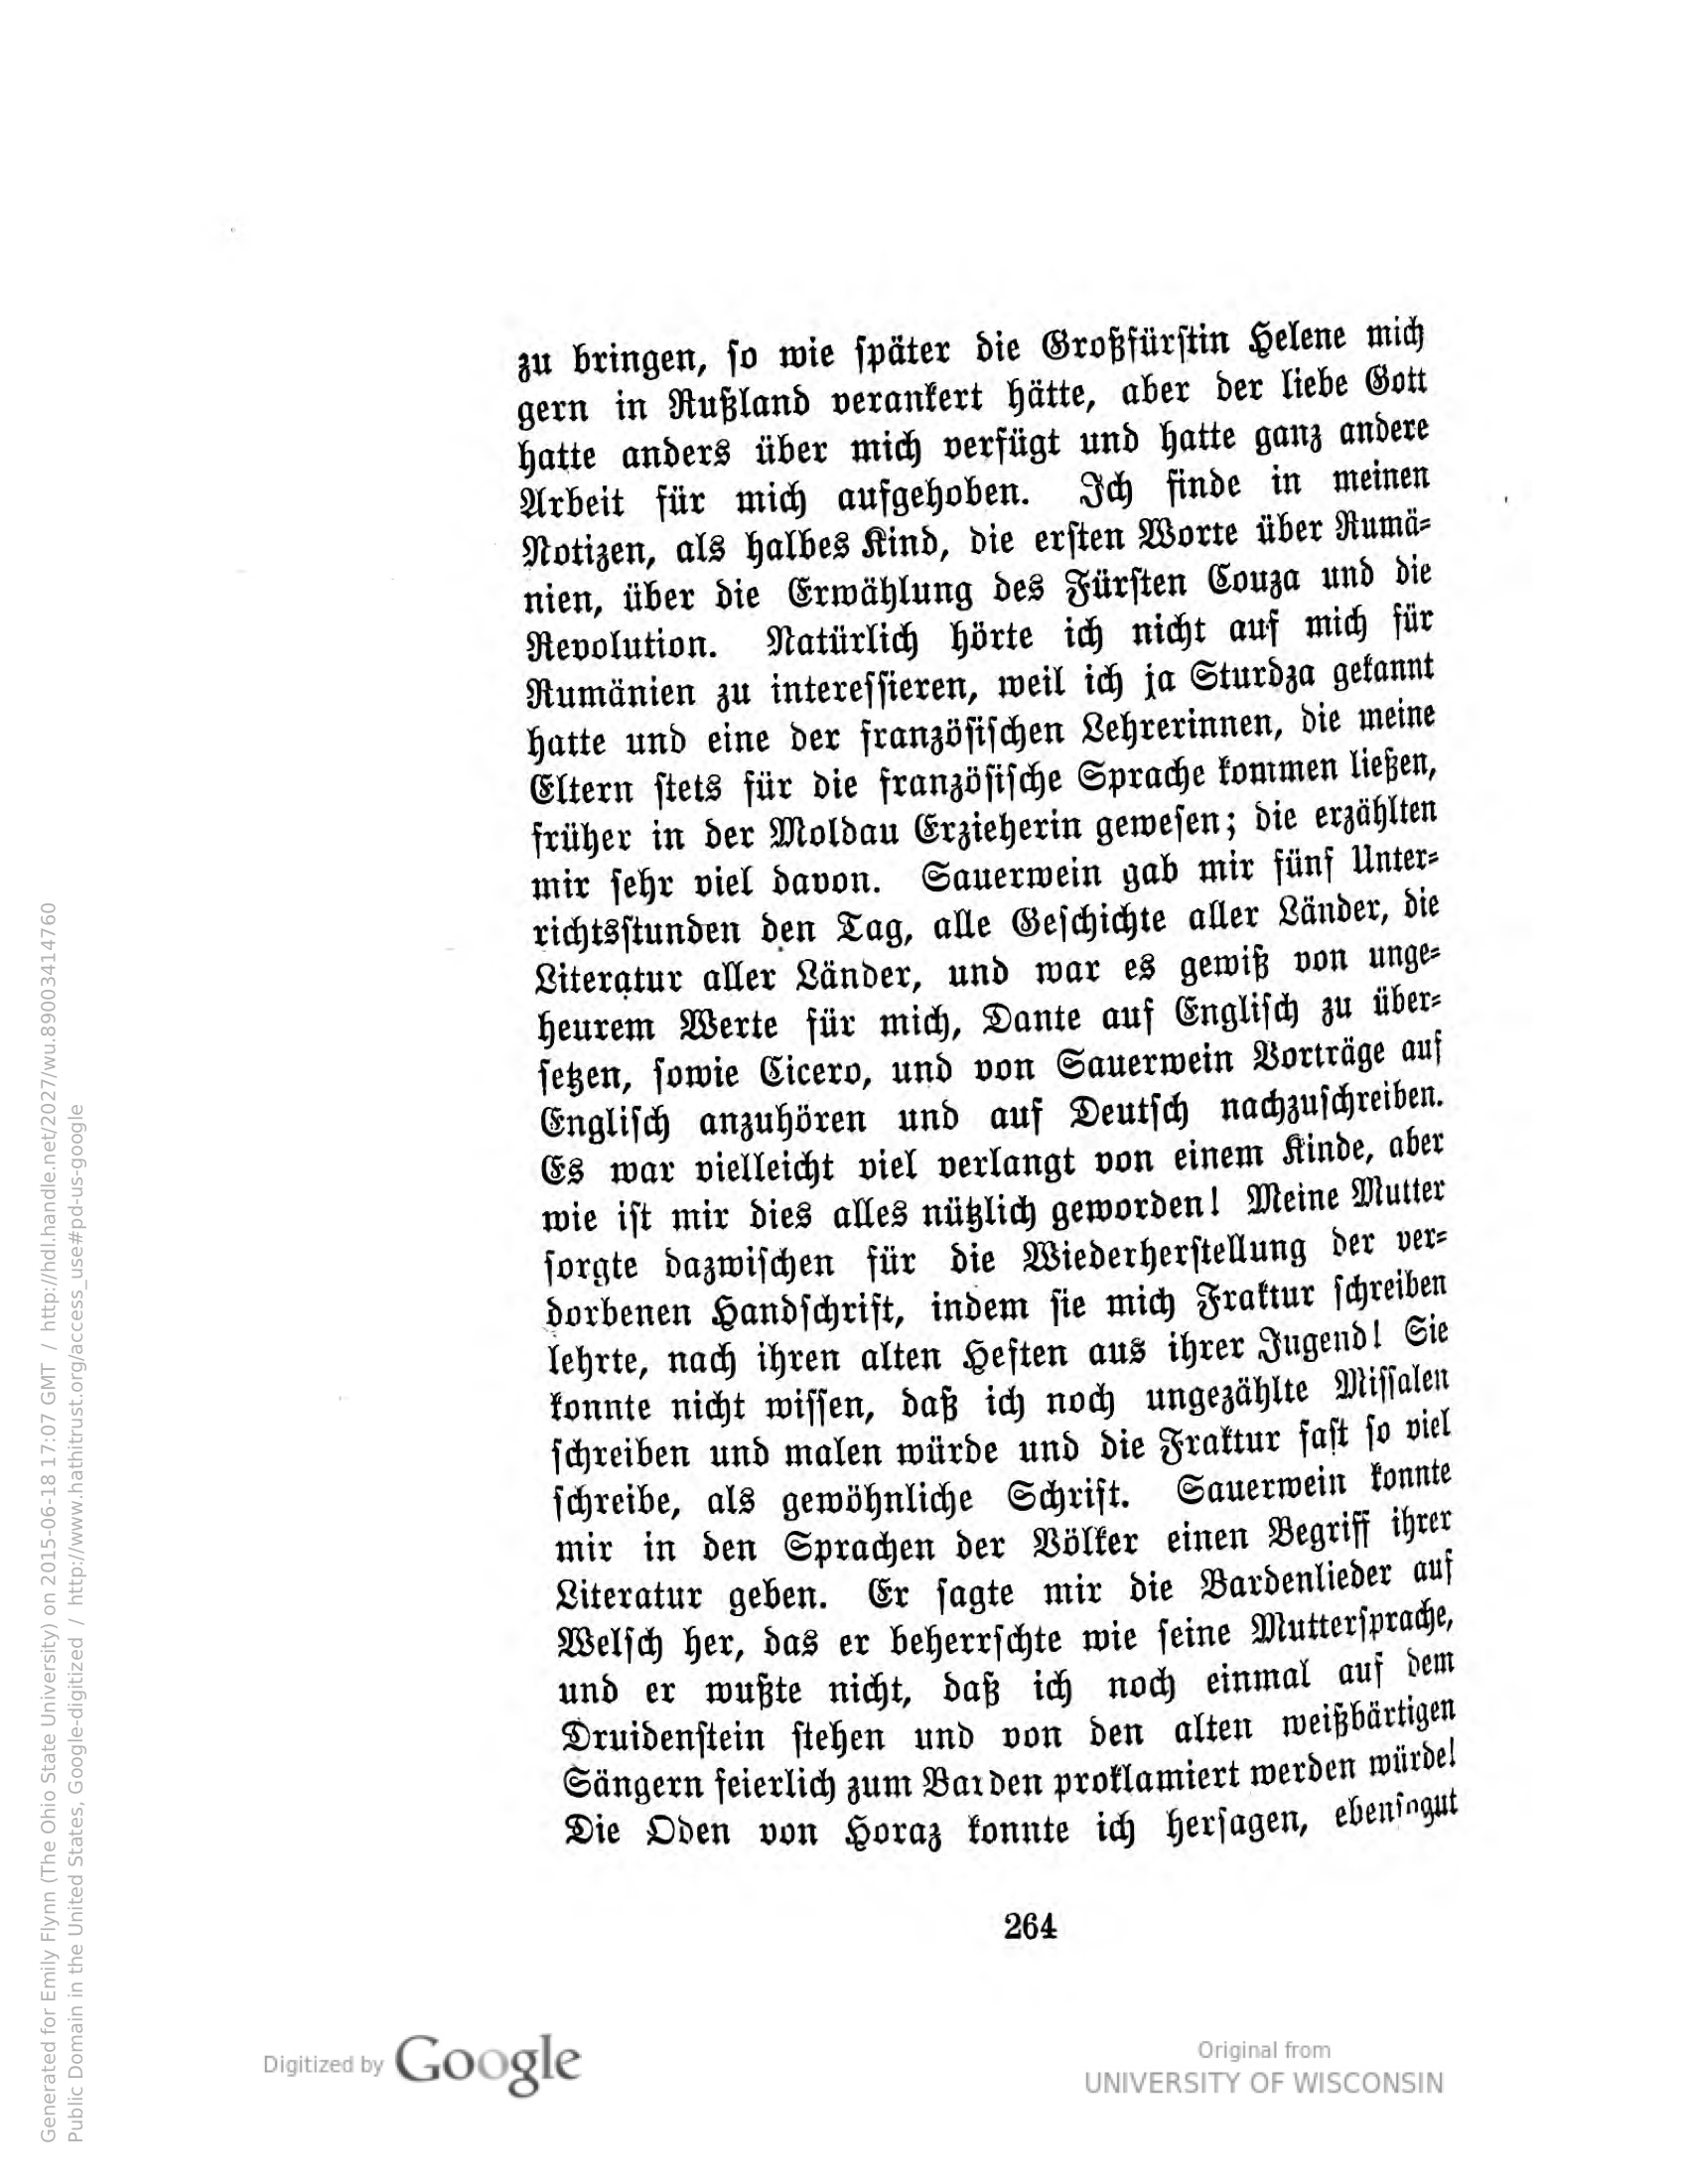 zu bringen, so wie später die Großfürstin Helene mich
gern in Rußland verankert hätte, aber der liebe Gott
hatte anders über mich verfügt und hatte ganz andere
Arbeit für mich aufgehoben. Ich finde in meinen
Notizen, als halbes Kind, die ersten Worte über Rumä-
nien, über die Erwählung des Fürsten Couza und die
Revolution. Natürlich hörte ich nicht auf mich für
Rumänien zu interessieren, weil ich ja Sturdza gekannt
hatte und eine der französischen Lehrerinnen, die meine
Eltern stets für die französische Sprache kommen ließen,
früher in der Moldau Erzieherin gewesen; die erzählten
mir sehr viel davon. Sauerwein gab mir fünf Unter-
richtsstunden den Tag, alle Geschichte aller Länder, die
Literatur aller Länder, und war es gewiß von unge-
heurem Werte für mich, Dante auf Englisch zu über-
setzen, sowie Cicero, und von Sauerwein Vorträge auf
Englisch anzuhören und auf Deutsch nachzuschreiben.
Es war vielleicht viel verlangt von einem Kinde, aber
wie ist mir dies alles nützlich geworden! Meine Mutter
sorgte dazwischen für die Wiederherstellung der ver-
dorbenen Handschrift, indem sie mich Fraktur schreiben
lehrte, nach ihren alten Heften aus ihrer Jugend! Sie
konnte nicht wissen, daß ich noch ungezählte Missalen
schreiben und malen würde und die Fraktur fast so viel
schreibe, als gewöhnliche Schrift. Sauerwein konnte
mir in den Sprachen der Völker einen Begriff ihrer
Literatur geben. Er sagte mir die Bardenlieder auf
Welsch her, das er beherrschte wie seine Muttersprache,
und er wußte nicht, daß ich noch einmal auf dem
Druidenstein stehen und von den alten weißbärtigen
Sängern feierlich zum Barden proklamiert werden würde!
Die Oden von Horaz konnte ich hersagen, ebensogut
264
Digitized by Google
Original from
UNIVERSITY OF WISCONSIN
Generated for Emily Flynn (The Ohio State University) on 2015-06-18 17:07 GMT / http://hdl.handle.net/2027/wu.89003414760
Public Domain in the United States, Google-digitized / http://www.hathitrust.org/access_use#pd-us-google